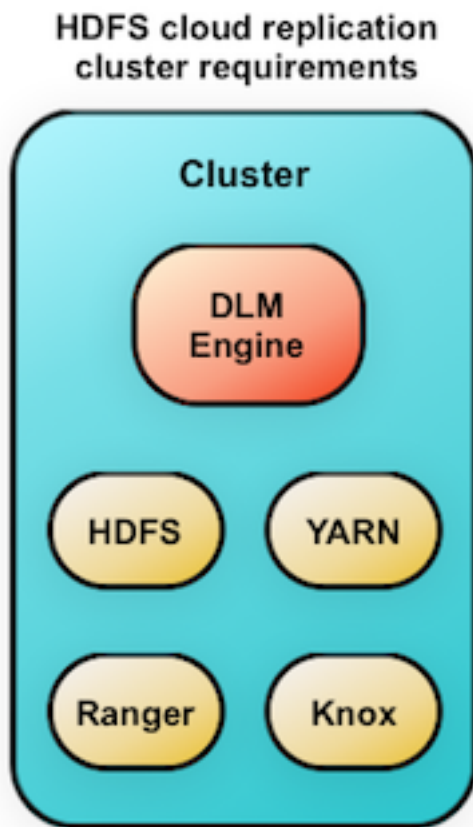 HDFS cloud replication
cluster requirements
Cluster
DLM
Engine
HDFS
YARN
Ranger
Knox